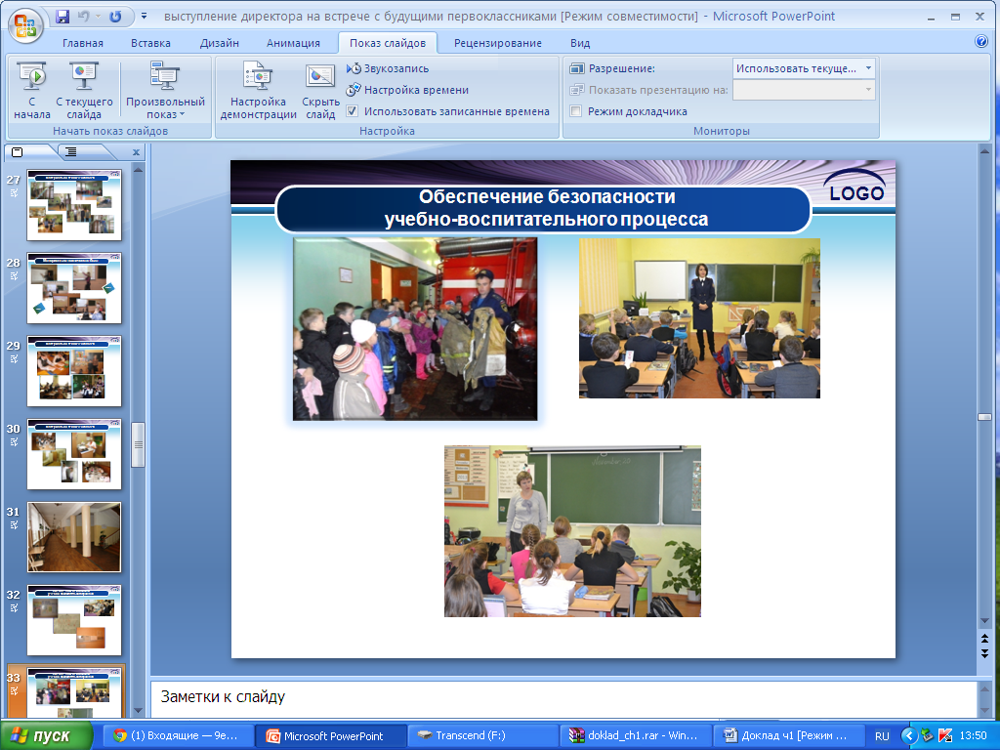 выступление директора на встрече с будущими первоклассниками [Режим совместимости] - Microsoft PowerPoint
Главная Вставка Дизайн Анимация Показ слайдов Рецензирование Вид
С начала
С текущего слайда
Произвольный показ
Начать показ слайдов
Настройка демонстрации
Скрыть слайд
Звукозапись
Настройка времени
Использовать записанные времена
Настройка
Разрешение: Использовать текуще...
Показать презентацию на:
Режим докладчика
Мониторы
27
28
29
30
31
32
33
LOGO
Обеспечение безопасности
учебно-воспитательного процесса
Заметки к слайду
пуск
(1) Входящие — 9е...
Microsoft PowerPoint
Transcend (F:)
doklad_ch1.rar - Win...
Доклад ч1 [Режим ...
RU
13:50